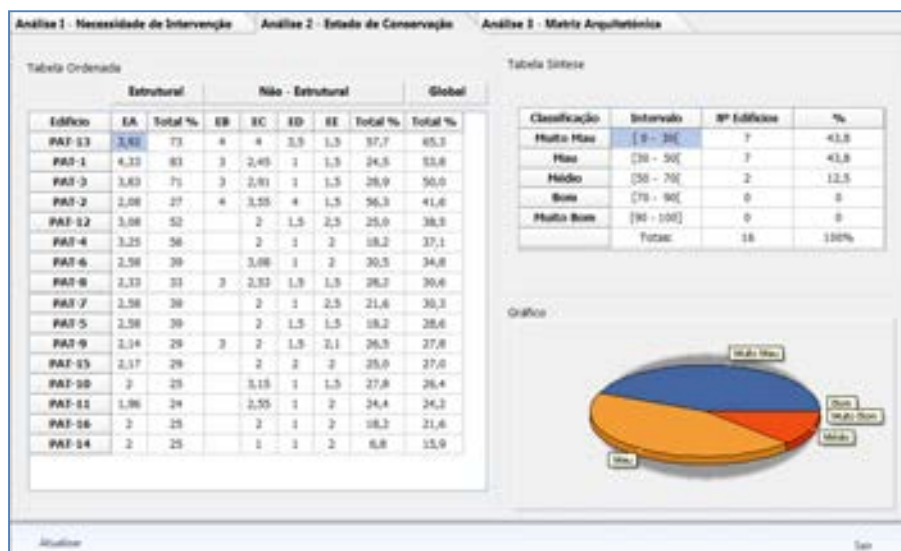 Análise I - Necessidade de Intervenção Análise 2 - Estado de Conservação Análise 3 - Matriz Arquitetónica
Tabela Ordenada
Estrutural Não - Estrutural Global
Edifício EA Total % EB EC ED EE Total % Total %
PAT-13 3,92 73 4 4 3,5 1,5 57,7 65,3
PAT-1 4,33 83 3 2,45 1 1,5 24,5 53,8
PAT-3 3,83 71 3 2,91 1 1,5 28,9 50,0
PAT-2 2,08 27 4 3,55 4 1,5 56,3 41,6
PAT-12 3,08 52 2 1,5 2,5 25,0 38,5
PAT-4 3,25 56 2 1 2 18,2 37,1
PAT-6 2,58 39 3,08 1 2 30,5 34,8
PAT-8 2,33 33 3 2,53 1,5 1,5 28,2 30,6
PAT-7 2,58 39 2 1 2,5 21,6 30,3
PAT-5 2,58 39 2 1,5 1,5 18,2 28,6
PAT-9 2,14 29 3 2 1,5 2,1 26,5 27,8
PAT-15 2,17 29 2 2 2 25,0 27,0
PAT-10 2 25 3,15 1 1,5 27,8 26,4
PAT-11 1,96 24 2,55 1 2 24,4 24,2
PAT-16 2 25 2 1 2 18,2 21,6
PAT-14 2 25 1 1 2 6,8 15,9
Tabela Síntese
Classificação Intervalo Nº Edifícios %
Muito Mau [ 0 - 30[ 7 43,8
Mau [30 - 50[ 7 43,8
Médio [50 - 70[ 2 12,5
Bom [70 - 90[ 0 0
Muito Bom [90 - 100] 0 0
Totais: 16 100%
Gráfico
Muito Mau
Bom
Muito Bom
Médio
Mau
Atualizar Sair